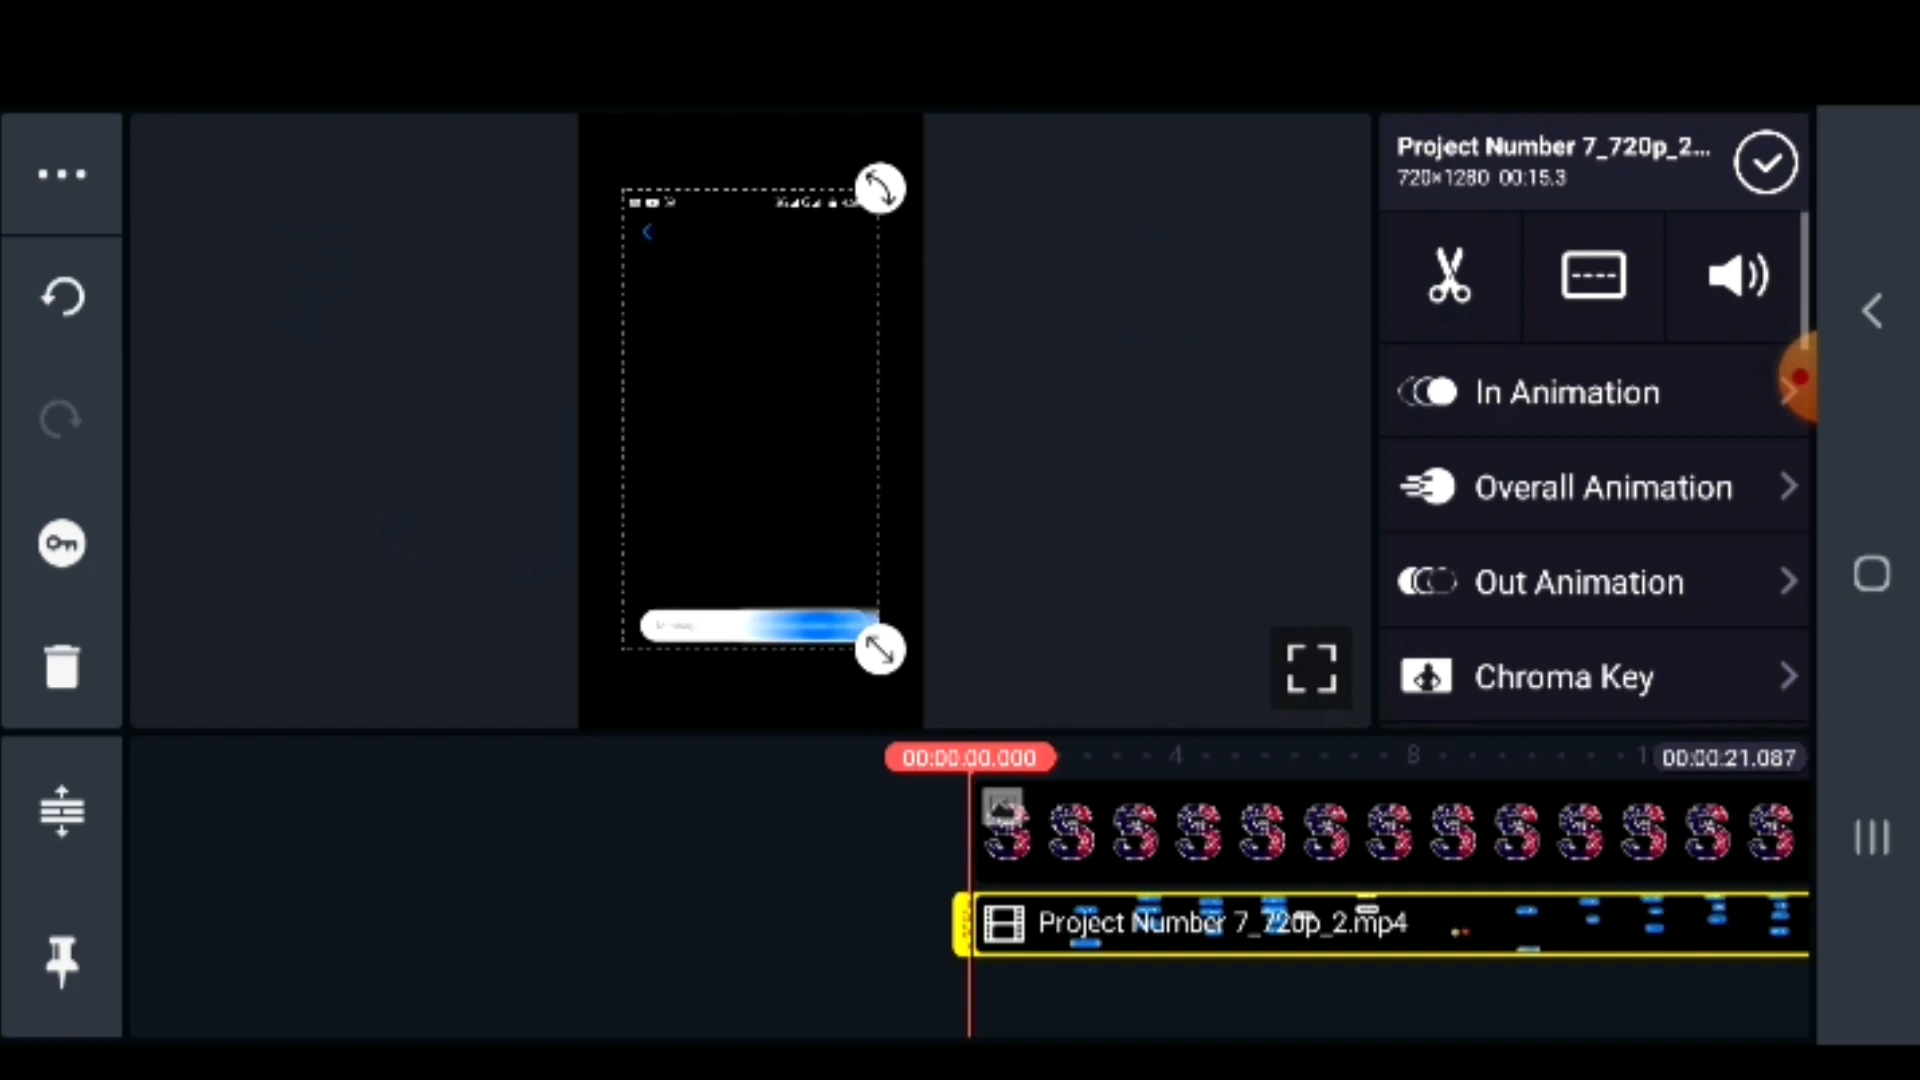 Project Number 7_720p_2...
720×1280 00:15.3
In Animation
Overall Animation
Out Animation
Chroma Key
00:00:00.000
4
8
1
00:00:21.087
Project Number 7_720p_2.mp4